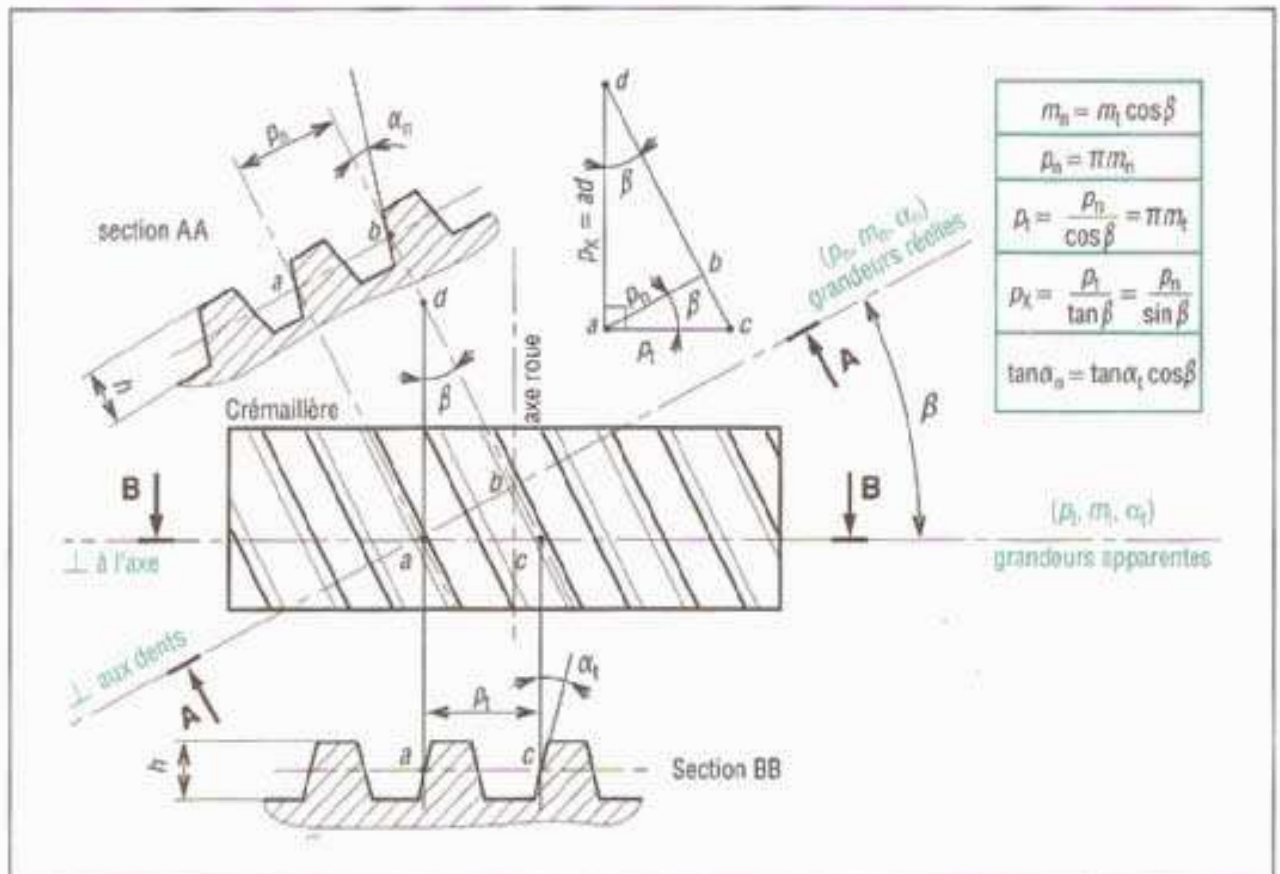 d
pₙ
αₙ
β
pₓ = ad
section AA
b
a
d
a
pₙ
b
β
c
pₜ
(pₙ, mₙ, αₙ)
grandeurs réelles
mₙ = mₜ cosβ
pₙ = πmₙ
pₜ = pₙ / cosβ = πmₜ
pₓ = pₜ / tanβ = pₙ / sinβ
tanαₙ = tanαₜ cosβ
h
β
axe roue
A
β
Crémaillère
B
b
B
(pₜ, mₜ, αₜ)
⊥ à l'axe
a
c
grandeurs apparentes
⊥ aux dents
A
αₜ
pₜ
h
a
c
Section BB